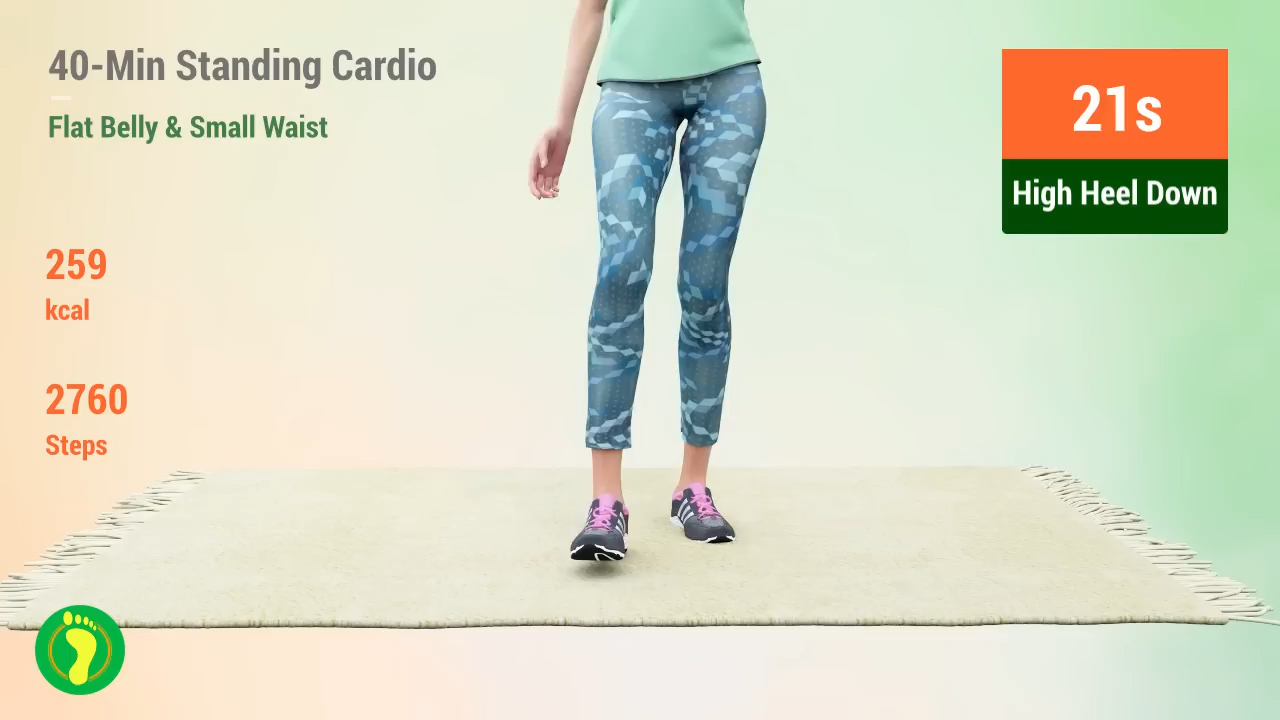 40-Min Standing Cardio
Flat Belly & Small Waist
21s
High Heel Down
259
kcal
2760
Steps